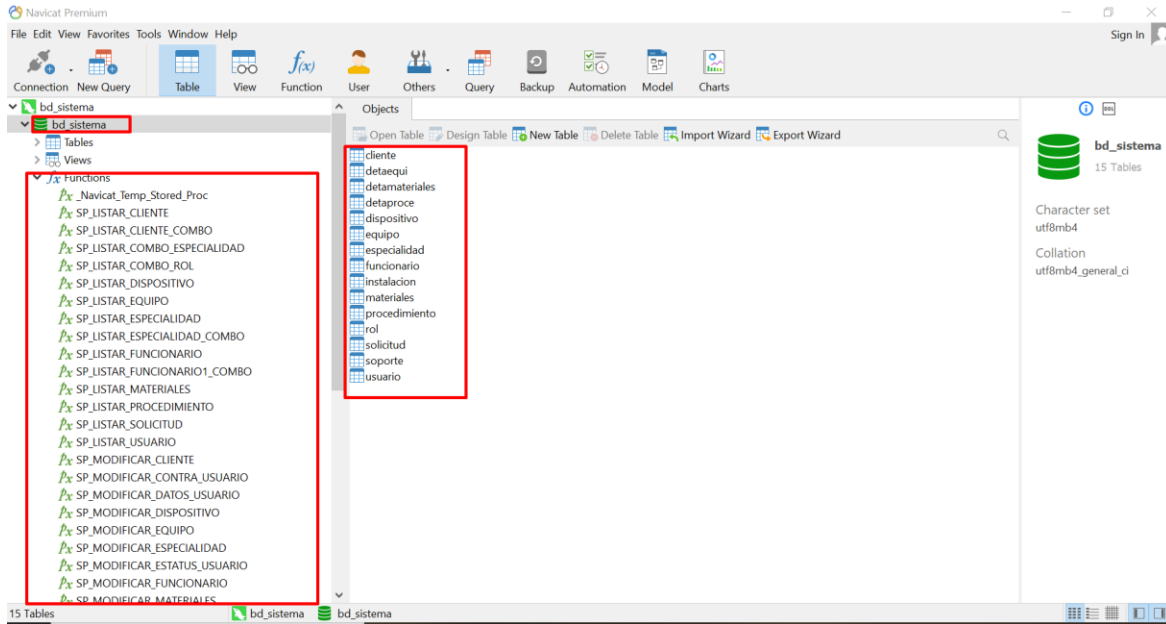 Navicat Premium
File Edit View Favorites Tools Window Help
Sign In
Connection New Query Table View Function User Others Query Backup Automation Model Charts
bd_sistema
bd_sistema
Tables
Views
Functions
_Navicat_Temp_Stored_Proc
SP_LISTAR_CLIENTE
SP_LISTAR_CLIENTE_COMBO
SP_LISTAR_COMBO_ESPECIALIDAD
SP_LISTAR_COMBO_ROL
SP_LISTAR_DISPOSITIVO
SP_LISTAR_EQUIPO
SP_LISTAR_ESPECIALIDAD
SP_LISTAR_ESPECIALIDAD_COMBO
SP_LISTAR_FUNCIONARIO
SP_LISTAR_FUNCIONARIO1_COMBO
SP_LISTAR_MATERIALES
SP_LISTAR_PROCEDIMIENTO
SP_LISTAR_SOLICITUD
SP_LISTAR_USUARIO
SP_MODIFICAR_CLIENTE
SP_MODIFICAR_CONTRA_USUARIO
SP_MODIFICAR_DATOS_USUARIO
SP_MODIFICAR_DISPOSITIVO
SP_MODIFICAR_EQUIPO
SP_MODIFICAR_ESPECIALIDAD
SP_MODIFICAR_ESTATUS_USUARIO
SP_MODIFICAR_FUNCIONARIO
SP_MODIFICAR_MATERIALES
Objects
Open Table Design Table New Table Delete Table Import Wizard Export Wizard
cliente
detaequi
detamateriales
detaproce
dispositivo
equipo
especialidad
funcionario
instalacion
materiales
procedimiento
rol
solicitud
soporte
usuario
bd_sistema
15 Tables
Character set
utf8mb4
Collation
utf8mb4_general_ci
15 Tables bd_sistema bd_sistema